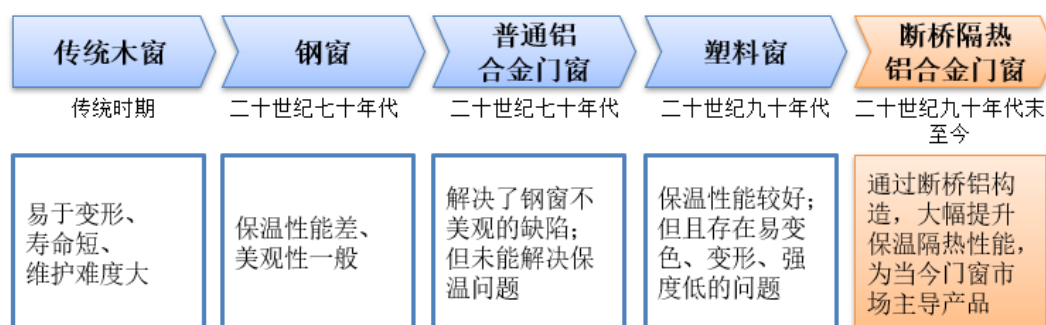 传统木窗
钢窗
普通铝
合金门窗
塑料窗
断桥隔热
铝合金门窗
传统时期
二十世纪七十年代
二十世纪七十年代
二十世纪九十年代
二十世纪九十年代末
至今
易于变形、
寿命短、
维护难度大
保温性能差、
美观性一般
解决了钢窗不
美观的缺陷；
但未能解决保
温问题
保温性能较好；
但且存在易变
色、变形、强
度低的问题
通过断桥铝构
造，大幅提升
保温隔热性能，
为当今门窗市
场主导产品